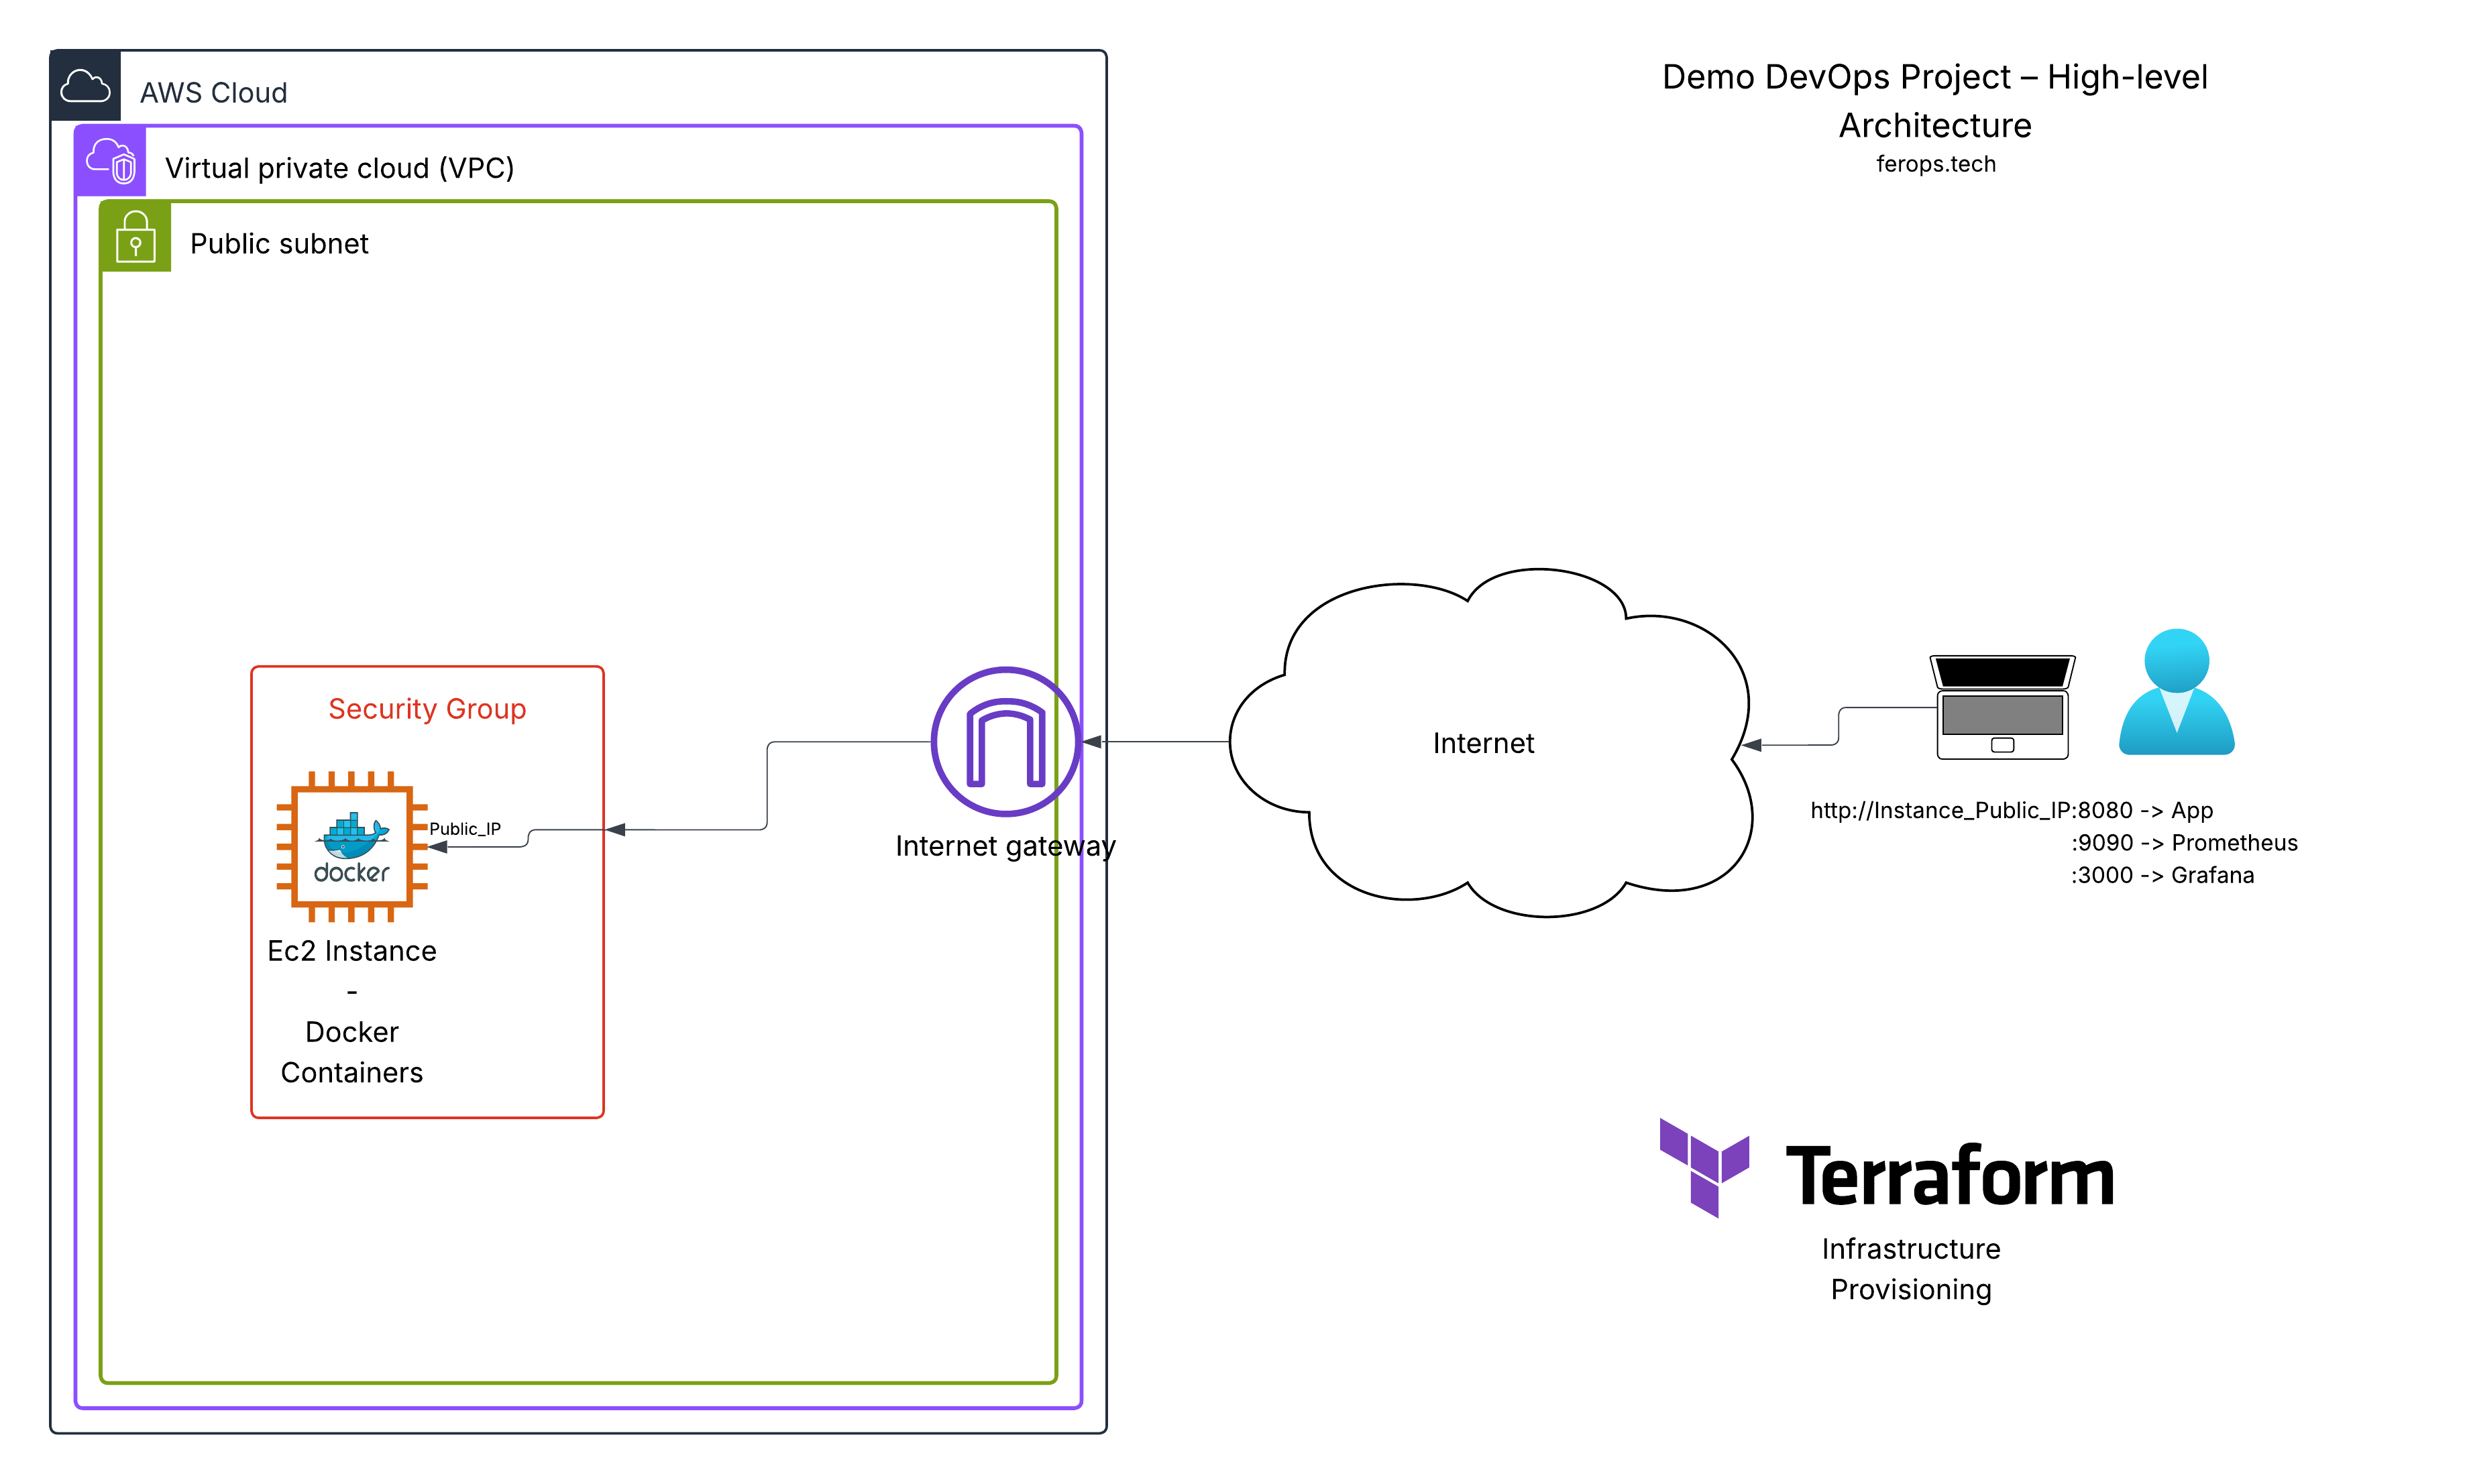 AWS Cloud
Virtual private cloud (VPC)
Public subnet
Security Group
Public_IP
docker
Ec2 Instance
-
Docker
Containers
Internet gateway
Internet
Demo DevOps Project – High-level
Architecture
ferops.tech
http://Instance_Public_IP:8080 -> App
:9090 -> Prometheus
:3000 -> Grafana
Terraform
Infrastructure
Provisioning